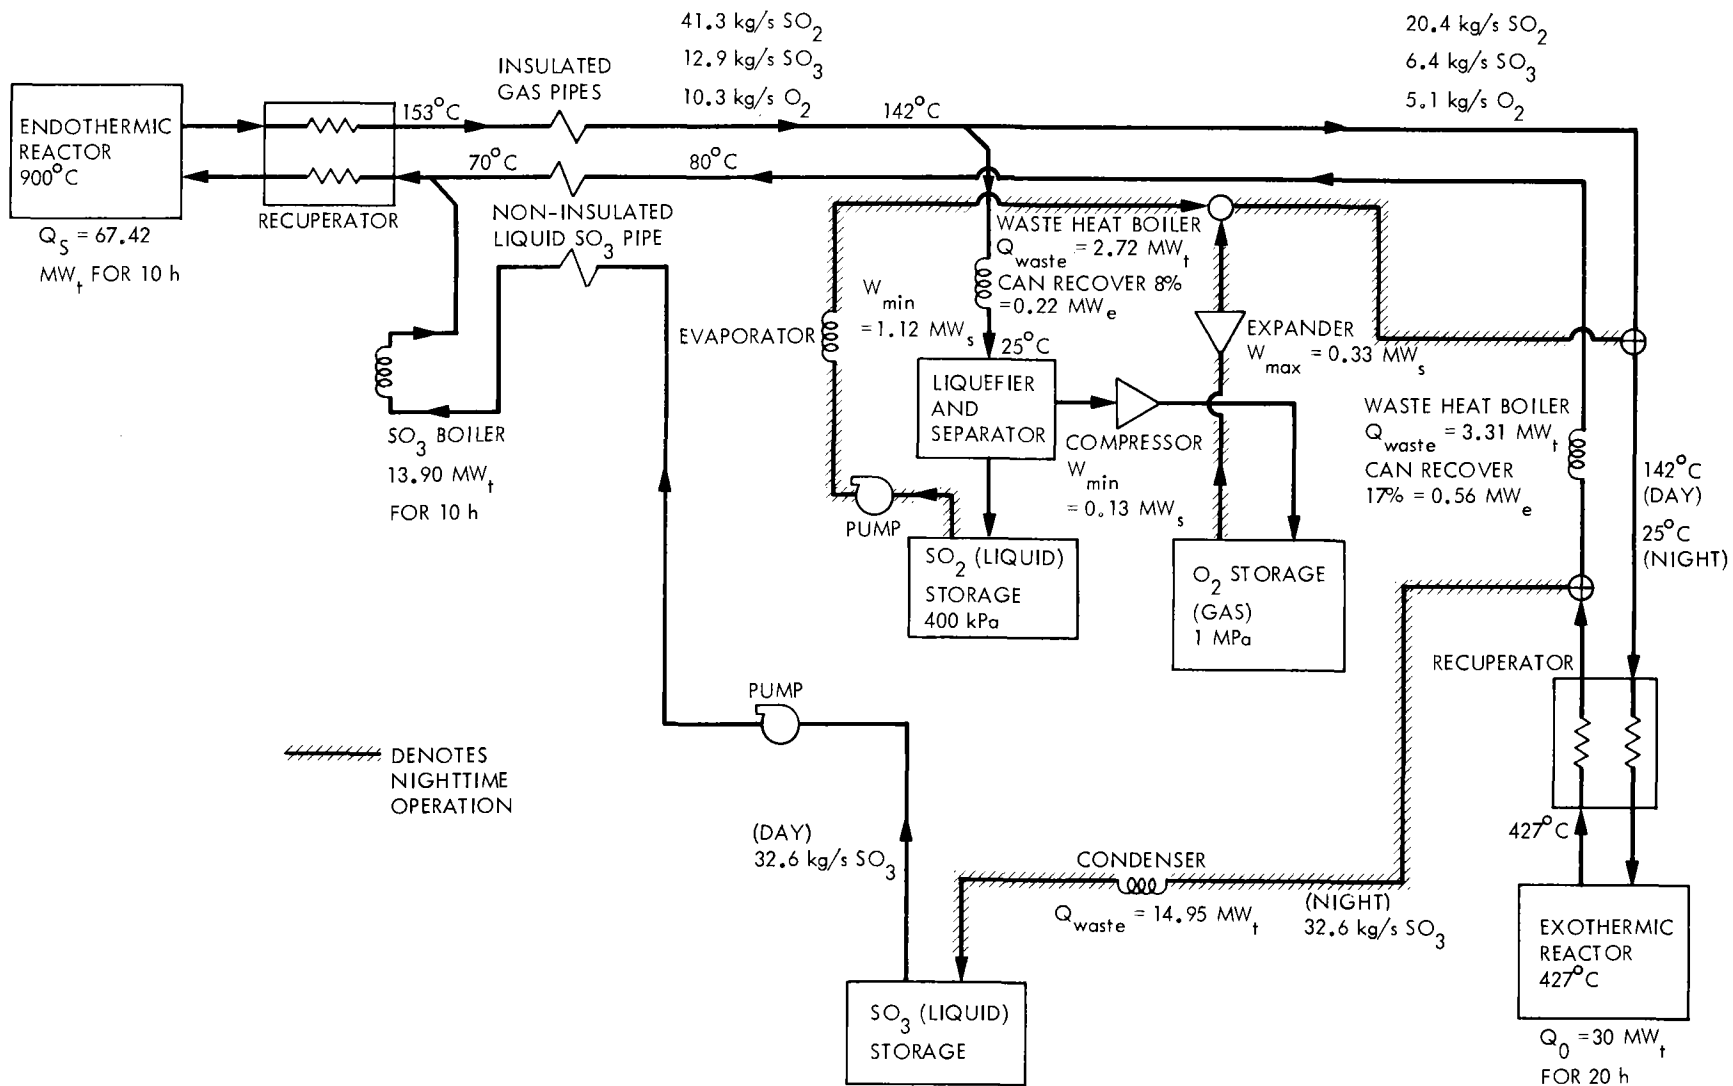 41.3 kg/s SO2
12.9 kg/s SO3
10.3 kg/s O2
20.4 kg/s SO2
6.4 kg/s SO3
5.1 kg/s O2
ENDOTHERMIC
REACTOR
900°C
QS = 67.42
MWt FOR 10 h
RECUPERATOR
153°C
INSULATED
GAS PIPES
142°C
70°C
80°C
NON-INSULATED
LIQUID SO3 PIPE
SO3 BOILER
13.90 MWt
FOR 10 h
EVAPORATOR
Wmin
= 1.12 MWs
WASTE HEAT BOILER
Qwaste = 2.72 MWt
CAN RECOVER 8%
= 0.22 MWe
25°C
LIQUEFIER
AND
SEPARATOR
EXPANDER
Wmax = 0.33 MWs
COMPRESSOR
Wmin
= 0.13 MWs
PUMP
SO2 (LIQUID)
STORAGE
400 kPa
O2 STORAGE
(GAS)
1 MPa
WASTE HEAT BOILER
Qwaste = 3.31 MWt
CAN RECOVER
17% = 0.56 MWe
142°C
(DAY)
25°C
(NIGHT)
RECUPERATOR
427°C
PUMP
DENOTES
NIGHTTIME
OPERATION
(DAY)
32.6 kg/s SO3
CONDENSER
Qwaste = 14.95 MWt
(NIGHT)
32.6 kg/s SO3
SO3 (LIQUID)
STORAGE
EXOTHERMIC
REACTOR
427°C
Q0 = 30 MWt
FOR 20 h